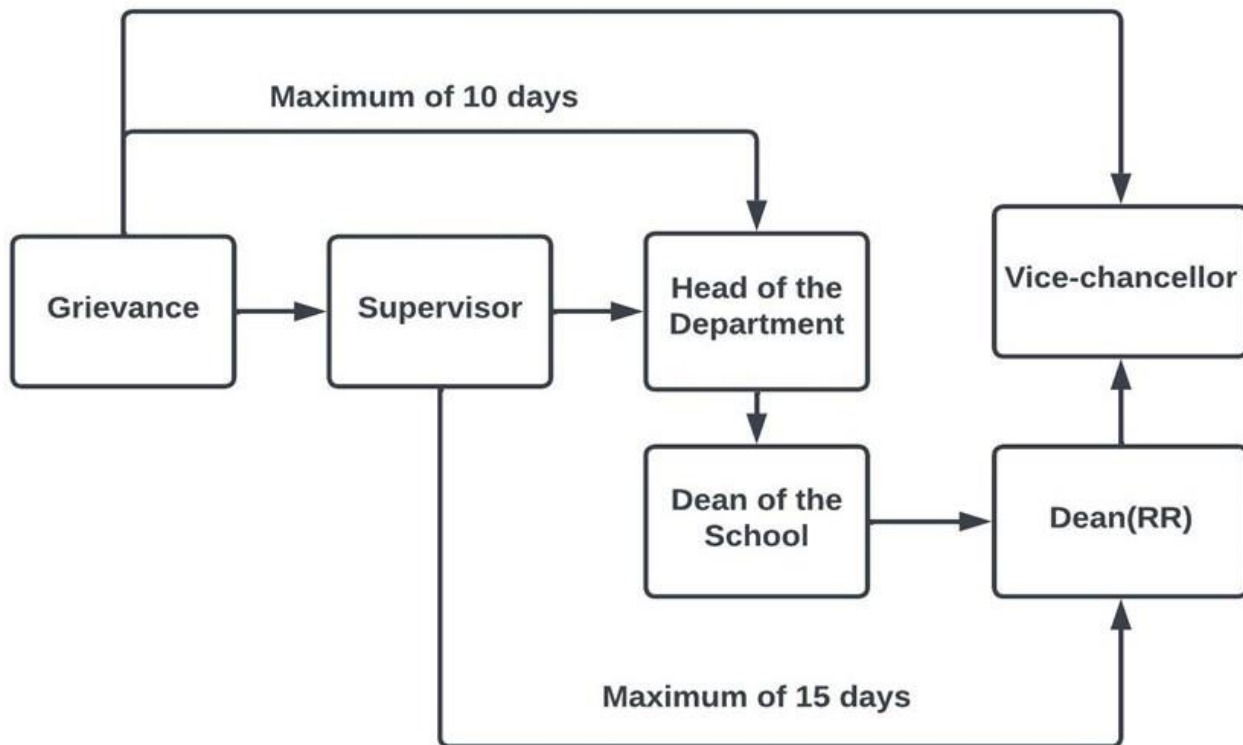 Maximum of 10 days
Grievance
Supervisor
Head of the
Department
Vice-chancellor
Dean of the
School
Dean(RR)
Maximum of 15 days